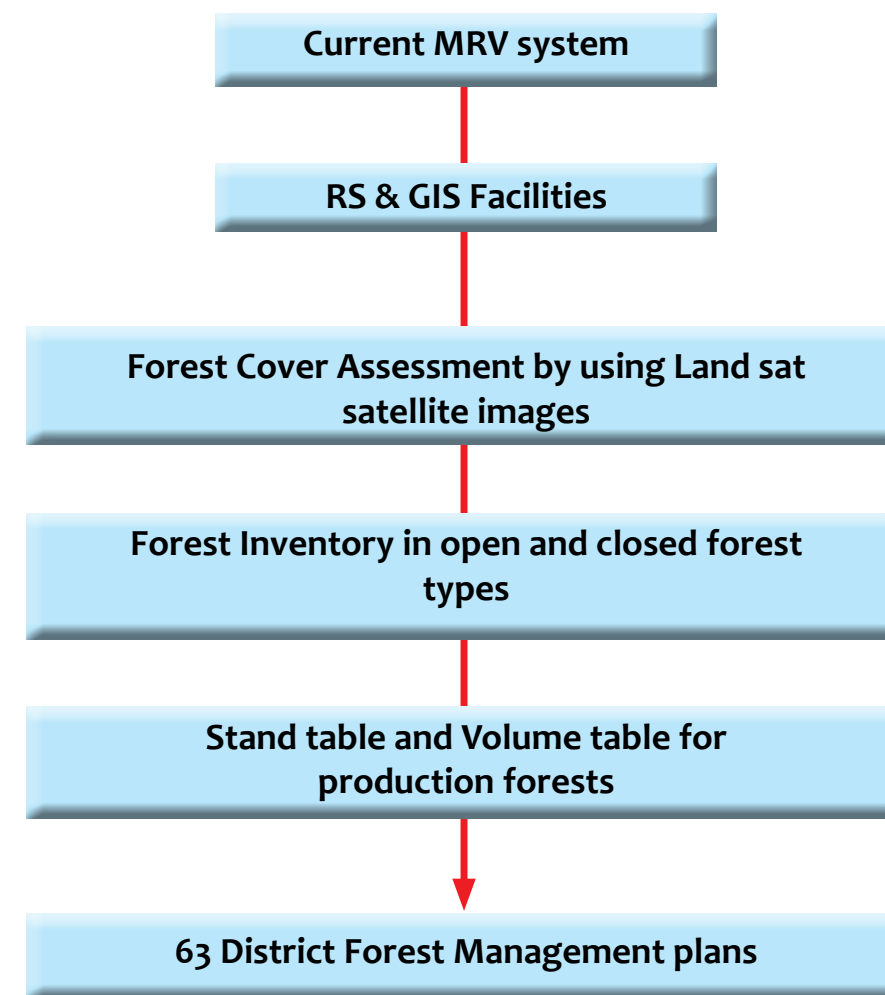 Current MRV system
RS & GIS Facilities
Forest Cover Assessment by using Land sat
satellite images
Forest Inventory in open and closed forest
types
Stand table and Volume table for
production forests
63 District Forest Management plans